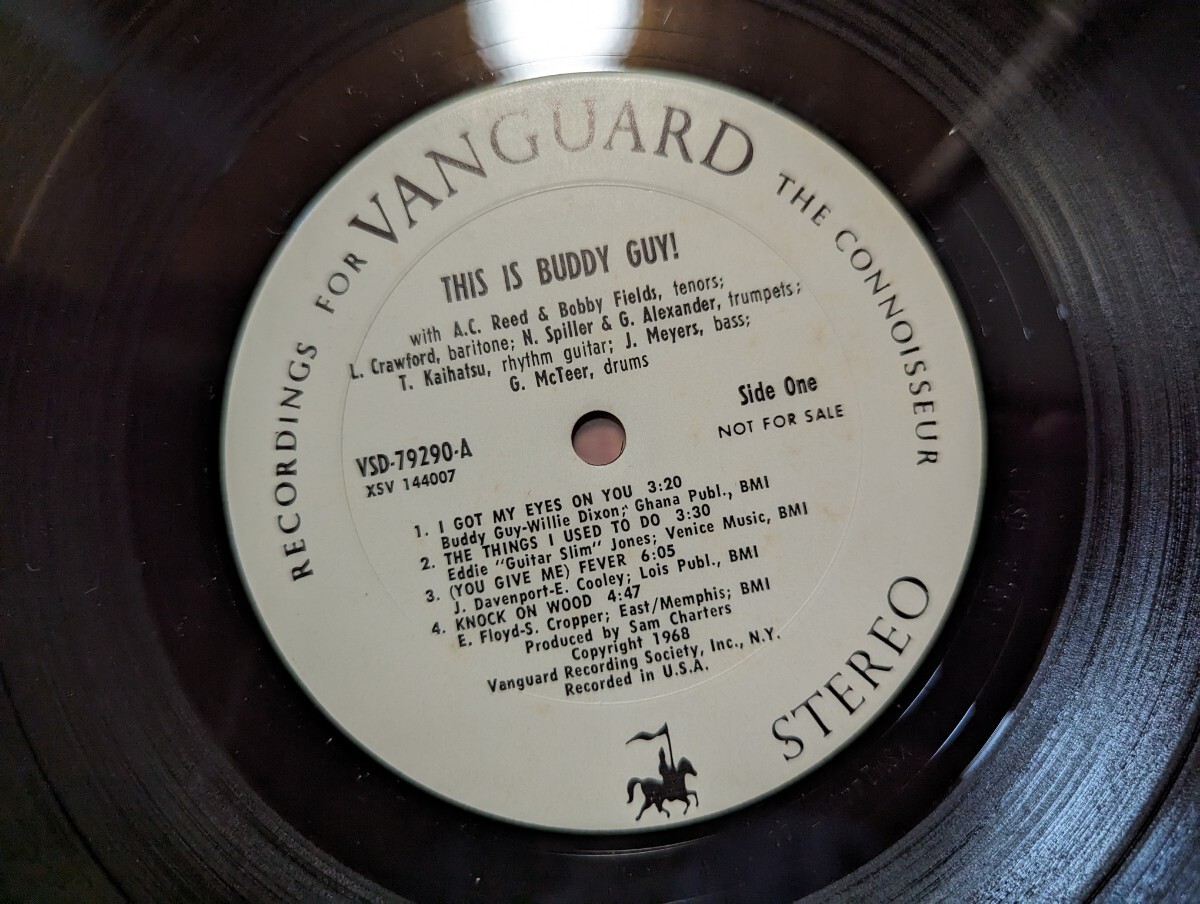 RECORDINGS FOR VANGUARD THE CONNOISSEUR
THIS IS BUDDY GUY!
with A.C. Reed & Bobby Fields, tenors;
L. Crawford, baritone; N. Spiller & G. Alexander, trumpets;
T. Kaihatsu, rhythm guitar; J. Meyers, bass;
G. McTeer, drums
Side One
NOT FOR SALE
VSD-79290-A
XSV 144007
1. I GOT MY EYES ON YOU 3:20
Buddy Guy-Willie Dixon; Ghana Publ., BMI
2. THE THINGS I USED TO DO 3:30
Eddie "Guitar Slim" Jones; Venice Music, BMI
3. (YOU GIVE ME) FEVER 6:05
J. Davenport-E. Cooley; Lois Publ., BMI
4. KNOCK ON WOOD 4:47
E. Floyd-S. Cropper; East/Memphis; BMI
Produced by Sam Charters
Copyright 1968
Vanguard Recording Society, Inc., N.Y.
Recorded in U.S.A.
STEREO